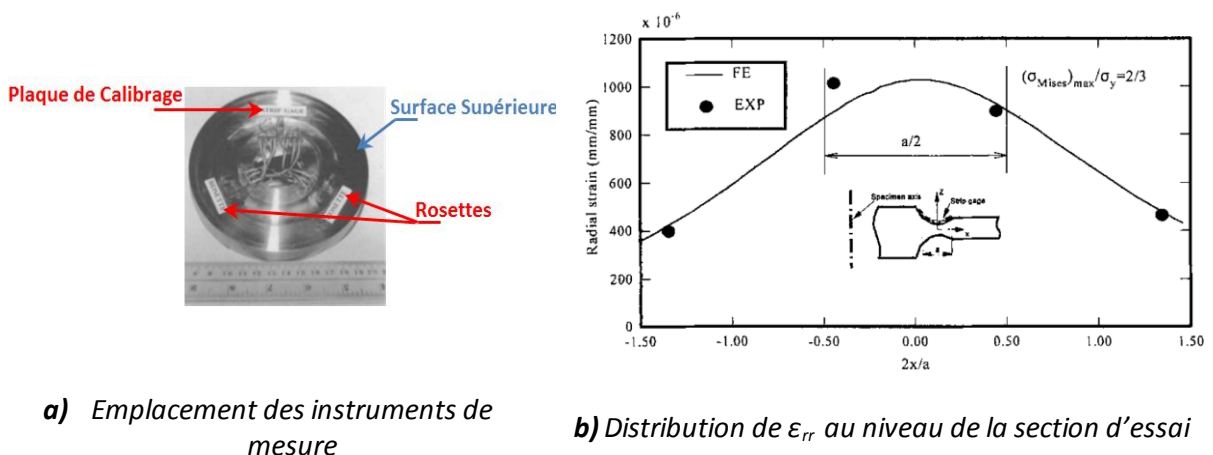 Plaque de Calibrage
Surface Supérieure
Rosettes
STRIP GAGE
a) Emplacement des instruments de
mesure
x 10⁻⁶
1200
1000
800
600
400
200
0
Radial strain (mm/mm)
FE
EXP
(σMises)max/σy=2/3
a/2
Specimen axis
z
Strip gage
x
a
-1.50
-1.00
-0.50
0.00
0.50
1.00
1.50
2x/a
b) Distribution de εrr au niveau de la section d’essai